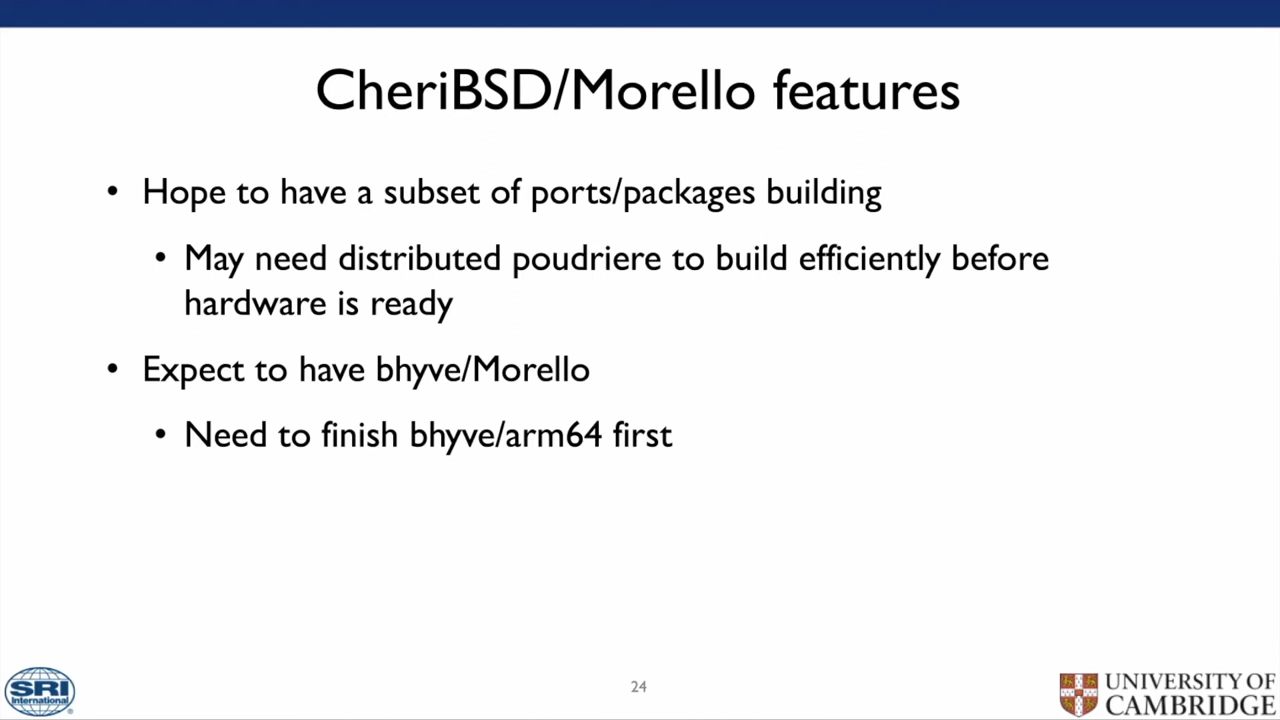 CheriBSD/Morello features
• Hope to have a subset of ports/packages building
• May need distributed poudriere to build efficiently before
hardware is ready
• Expect to have bhyve/Morello
• Need to finish bhyve/arm64 first
SRI
International
®
24
UNIVERSITY OF
CAMBRIDGE